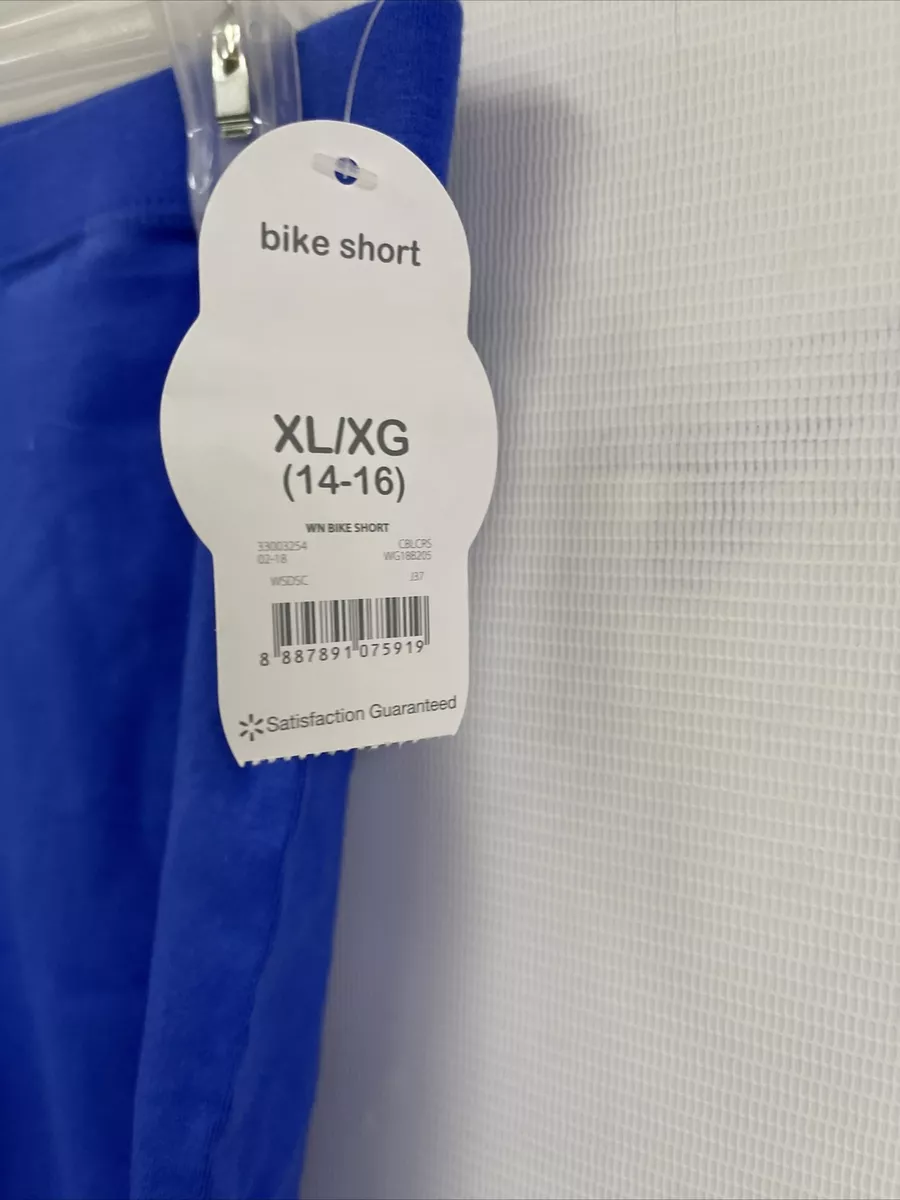 bike short
XL/XG
(14-16)
WN BIKE SHORT
33003254 CBLCRS
02-18 WG18B205
WSDSC J37
8 887891 075919
Satisfaction Guaranteed